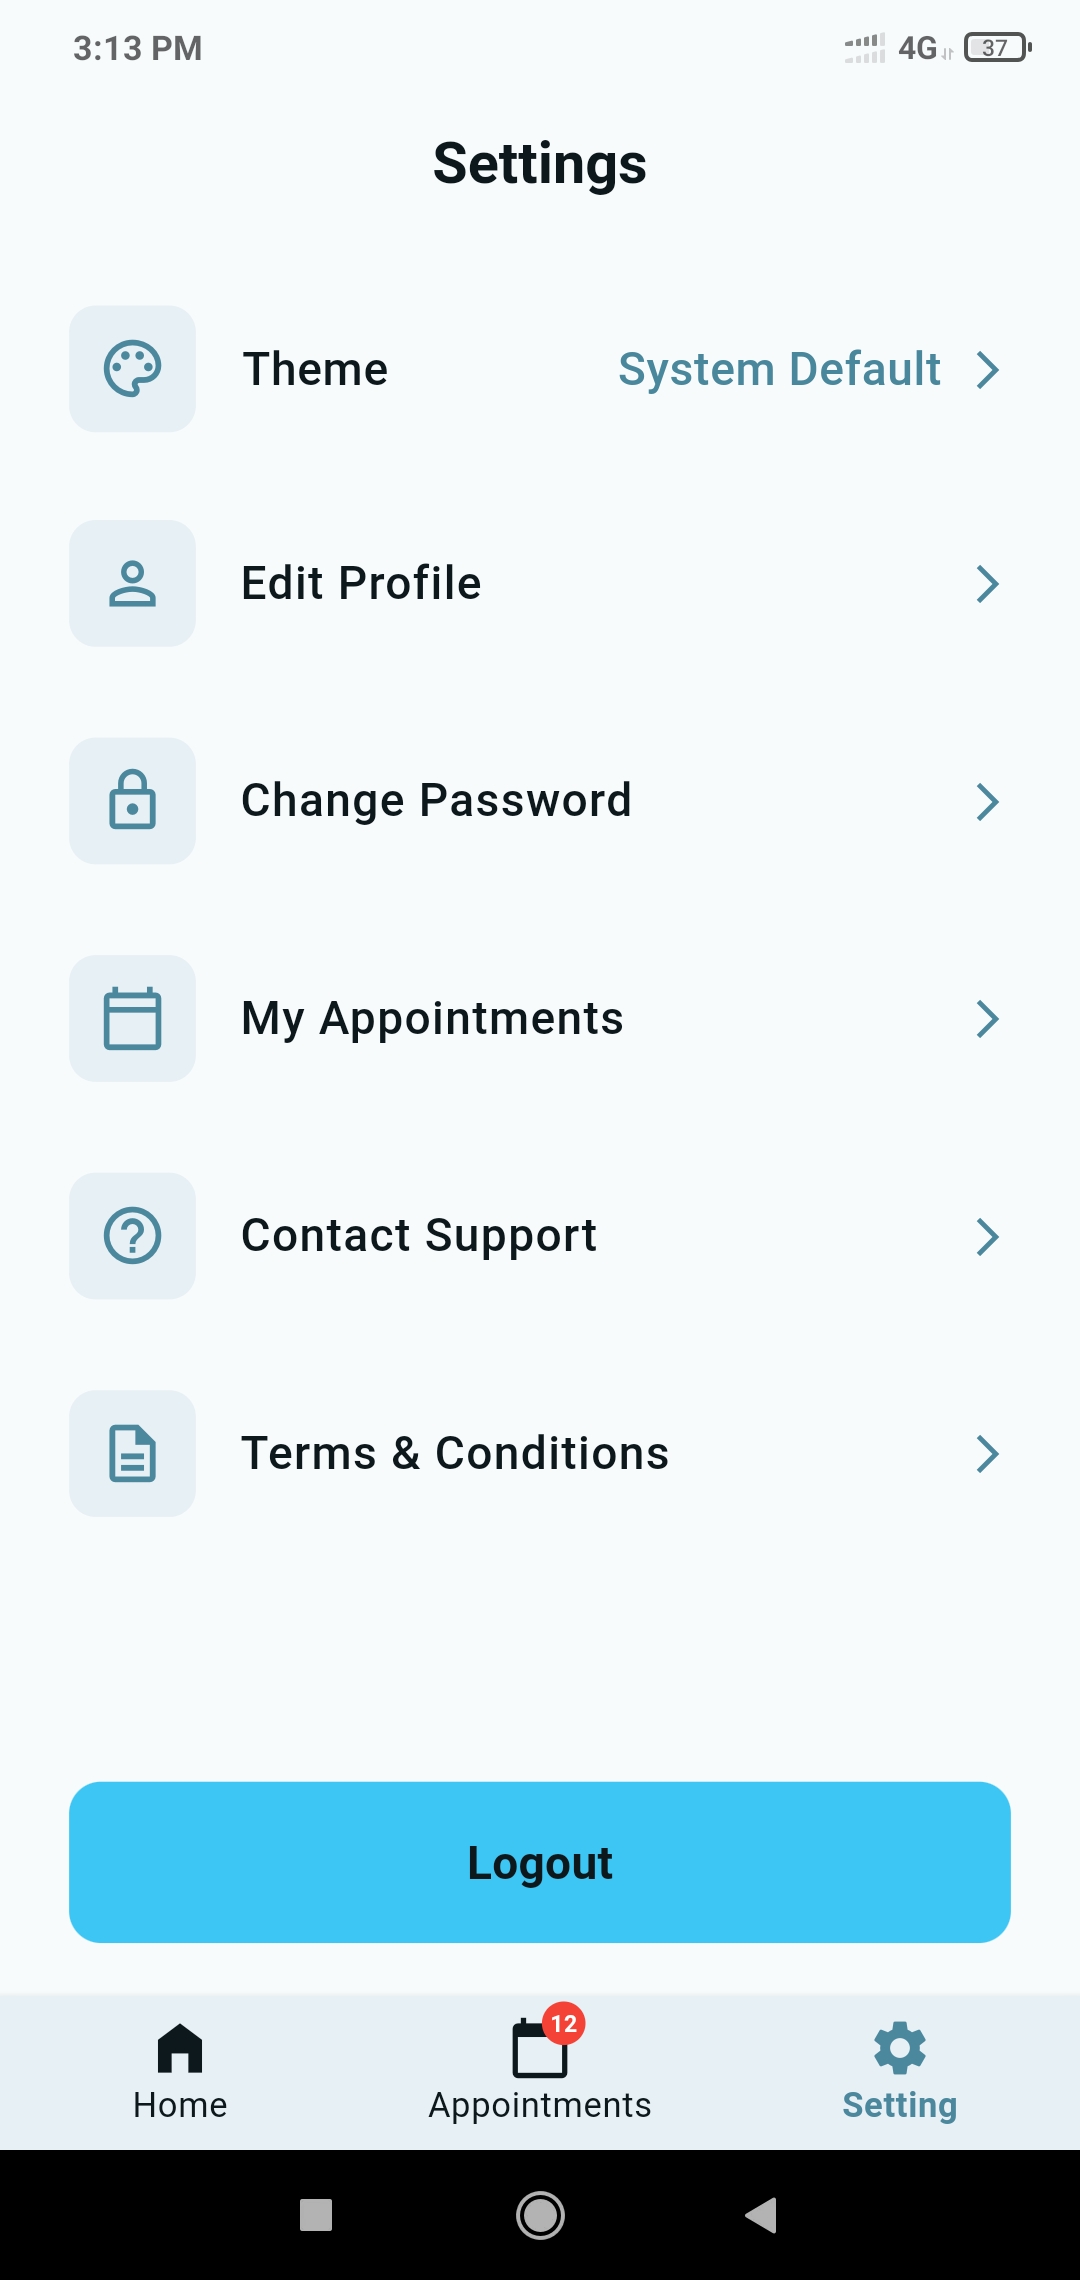 3:13 PM 4G 37
Settings
Theme System Default
Edit Profile
Change Password
My Appointments
Contact Support
Terms & Conditions
Logout
12
Home Appointments Setting